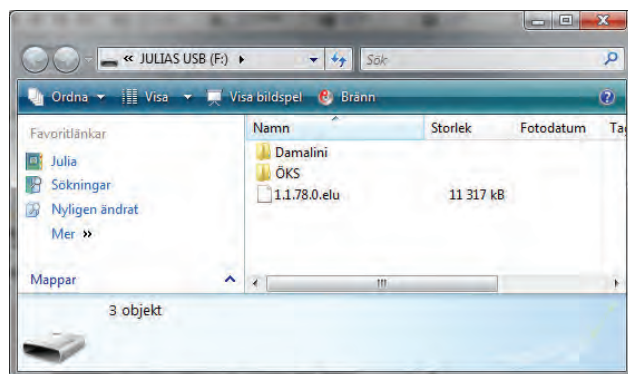 « JULIAS USB (F:)
Sök
Ordna Visa Visa bildspel Bränn ?
Favoritlänkar
Julia
Sökningar
Nyligen ändrat
Mer »
Mappar
Namn Storlek Fotodatum Tag
Damalini
ÖKS
1.1.78.0.elu 11 317 kB
3 objekt